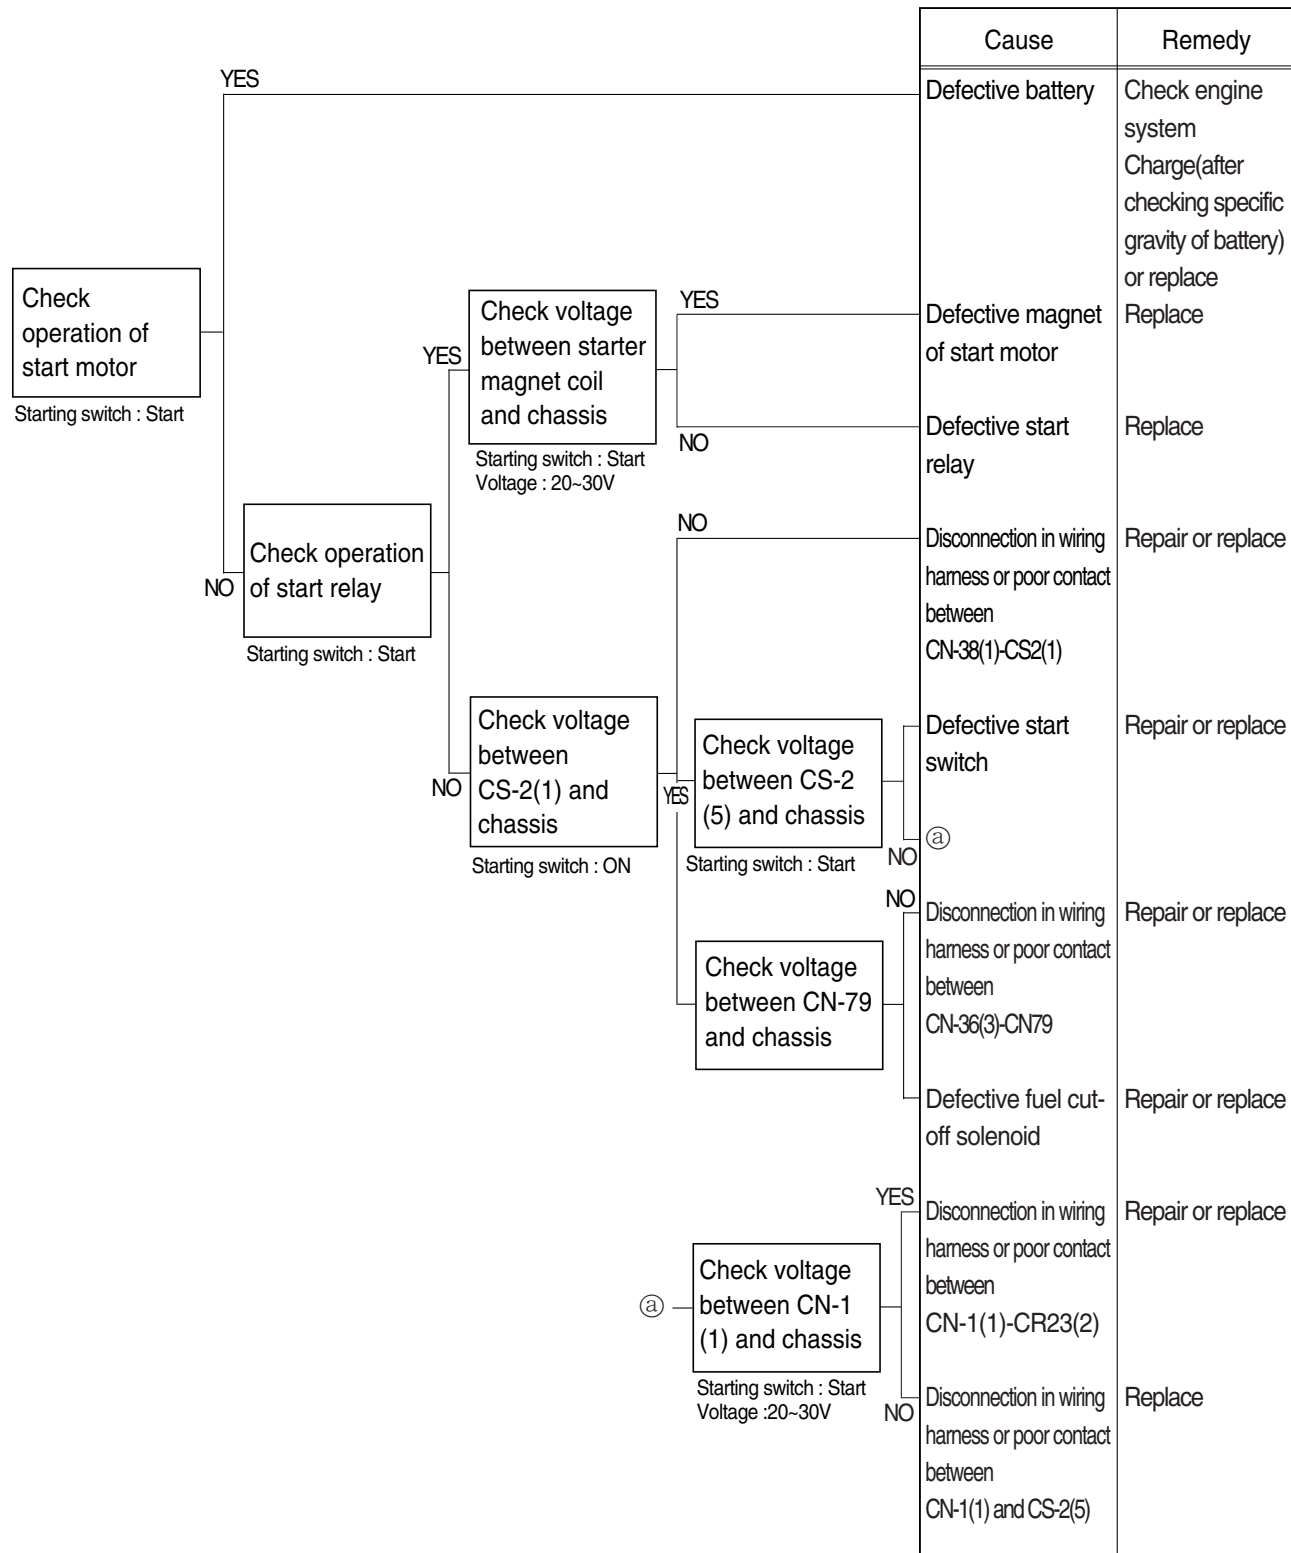 Cause
Remedy
YES
Defective battery
Check engine
system
Charge(after
checking specific
gravity of battery)
or replace
Check
operation of
start motor
Starting switch : Start
YES
Check voltage
between starter
magnet coil
and chassis
Starting switch : Start
Voltage : 20~30V
YES
Defective magnet
of start motor
Replace
NO
Defective start
relay
Replace
NO
Check operation
of start relay
Starting switch : Start
NO
Disconnection in wiring
harness or poor contact
between
CN-38(1)-CS2(1)
Repair or replace
NO
Check voltage
between
CS-2(1) and
chassis
Starting switch : ON
YES
Check voltage
between CS-2
(5) and chassis
Starting switch : Start
Defective start
switch
Repair or replace
NO
ⓐ
Check voltage
between CN-79
and chassis
NO
Disconnection in wiring
harness or poor contact
between
CN-36(3)-CN79
Repair or replace
Defective fuel cut-
off solenoid
Repair or replace
ⓐ
Check voltage
between CN-1
(1) and chassis
Starting switch : Start
Voltage :20~30V
YES
Disconnection in wiring
harness or poor contact
between
CN-1(1)-CR23(2)
Repair or replace
NO
Disconnection in wiring
harness or poor contact
between
CN-1(1) and CS-2(5)
Replace